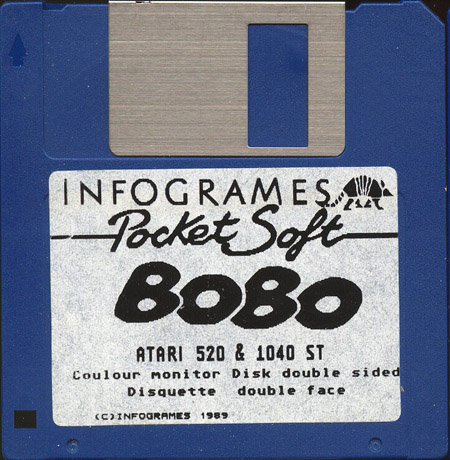 INFOGRAMES
Pocket Soft
BOBO
ATARI 520 & 1040 ST
Coulour monitor Disk double sided
Disquette double face
(C)INFOGRAMES 1989